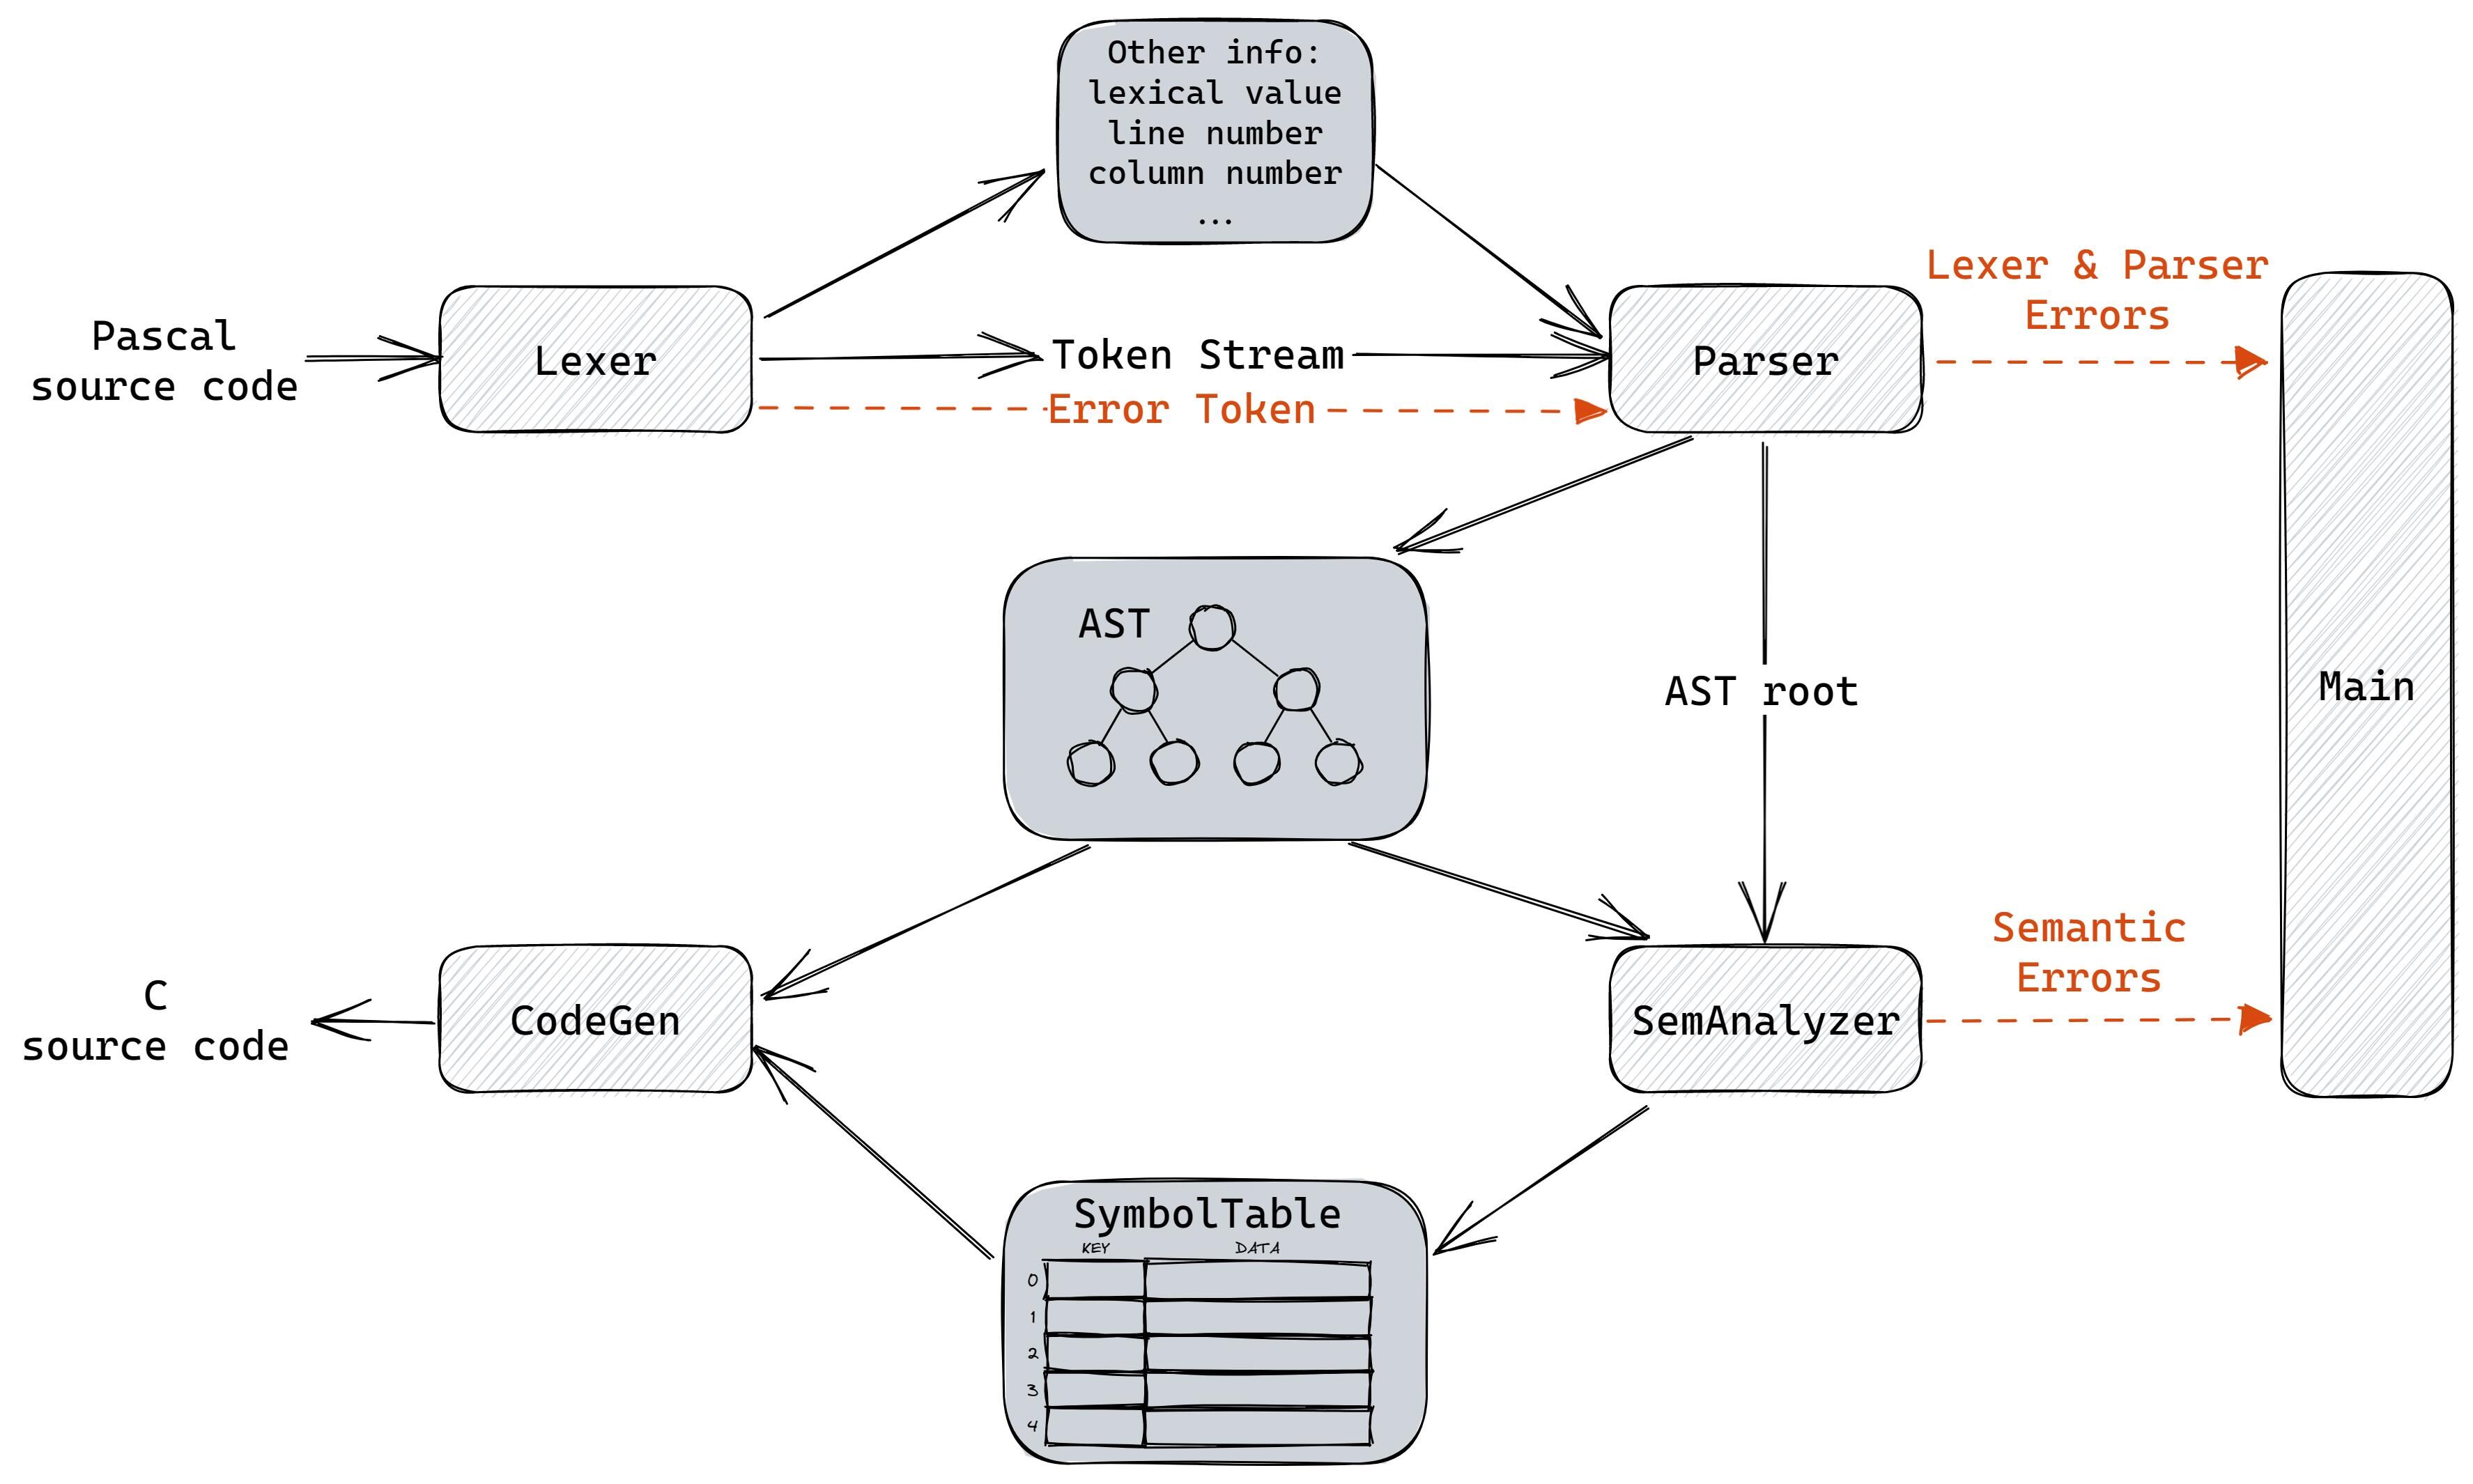 Other info:
lexical value
line number
column number
...
Pascal
source code
Lexer
Token Stream
Error Token
Parser
Lexer & Parser
Errors
Main
AST
AST root
C
source code
CodeGen
SemAnalyzer
Semantic
Errors
SymbolTable
KEY DATA
0
1
2
3
4